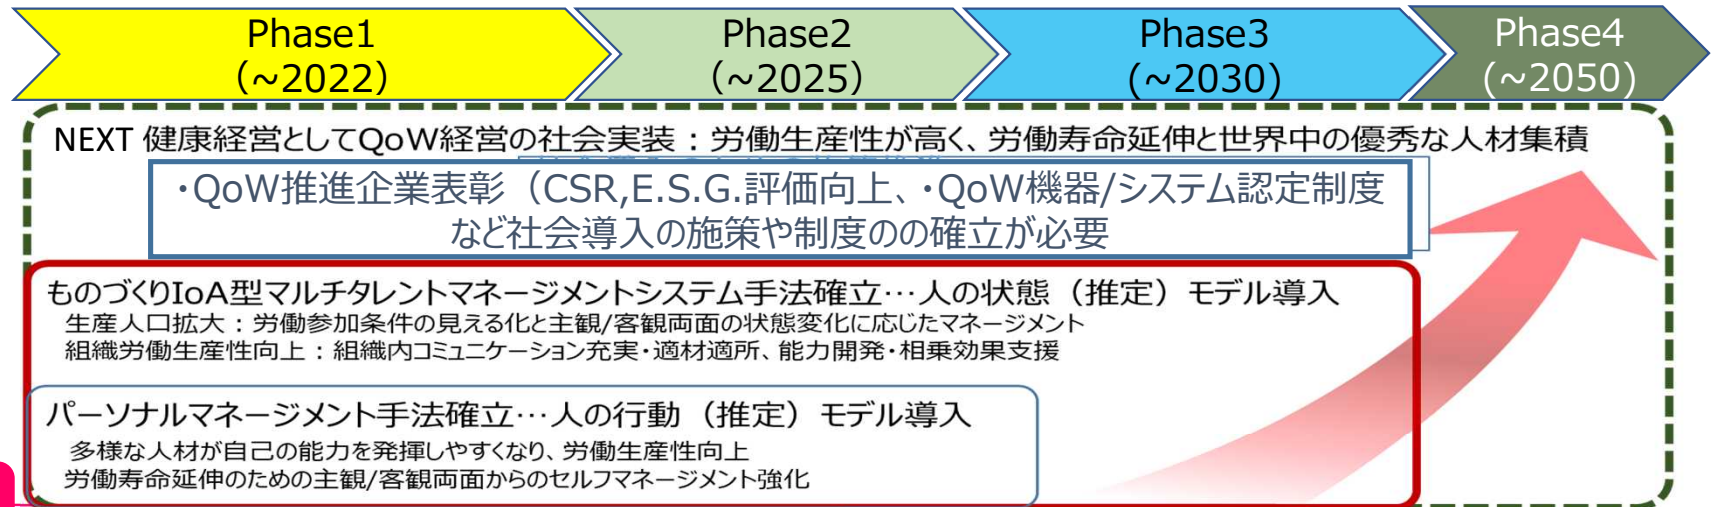 Phase1
(~2022)
Phase2
(~2025)
Phase3
(~2030)
Phase4
(~2050)
NEXT 健康経営としてQoW経営の社会実装：労働生産性が高く、労働寿命延伸と世界中の優秀な人材集積
・QoW推進企業表彰（CSR,E.S.G.評価向上、・QoW機器/システム認定制度
など社会導入の施策や制度のの確立が必要
ものづくりIoA型マルチタレントマネージメントシステム手法確立…人の状態（推定）モデル導入
生産人口拡大：労働参加条件の見える化と主観/客観両面の状態変化に応じたマネージメント
組織労働生産性向上：組織内コミュニケーション充実・適材適所、能力開発・相乗効果支援
パーソナルマネージメント手法確立…人の行動（推定）モデル導入
多様な人材が自己の能力を発揮しやすくなり、労働生産性向上
労働寿命延伸のための主観/客観両面からのセルフマネージメント強化